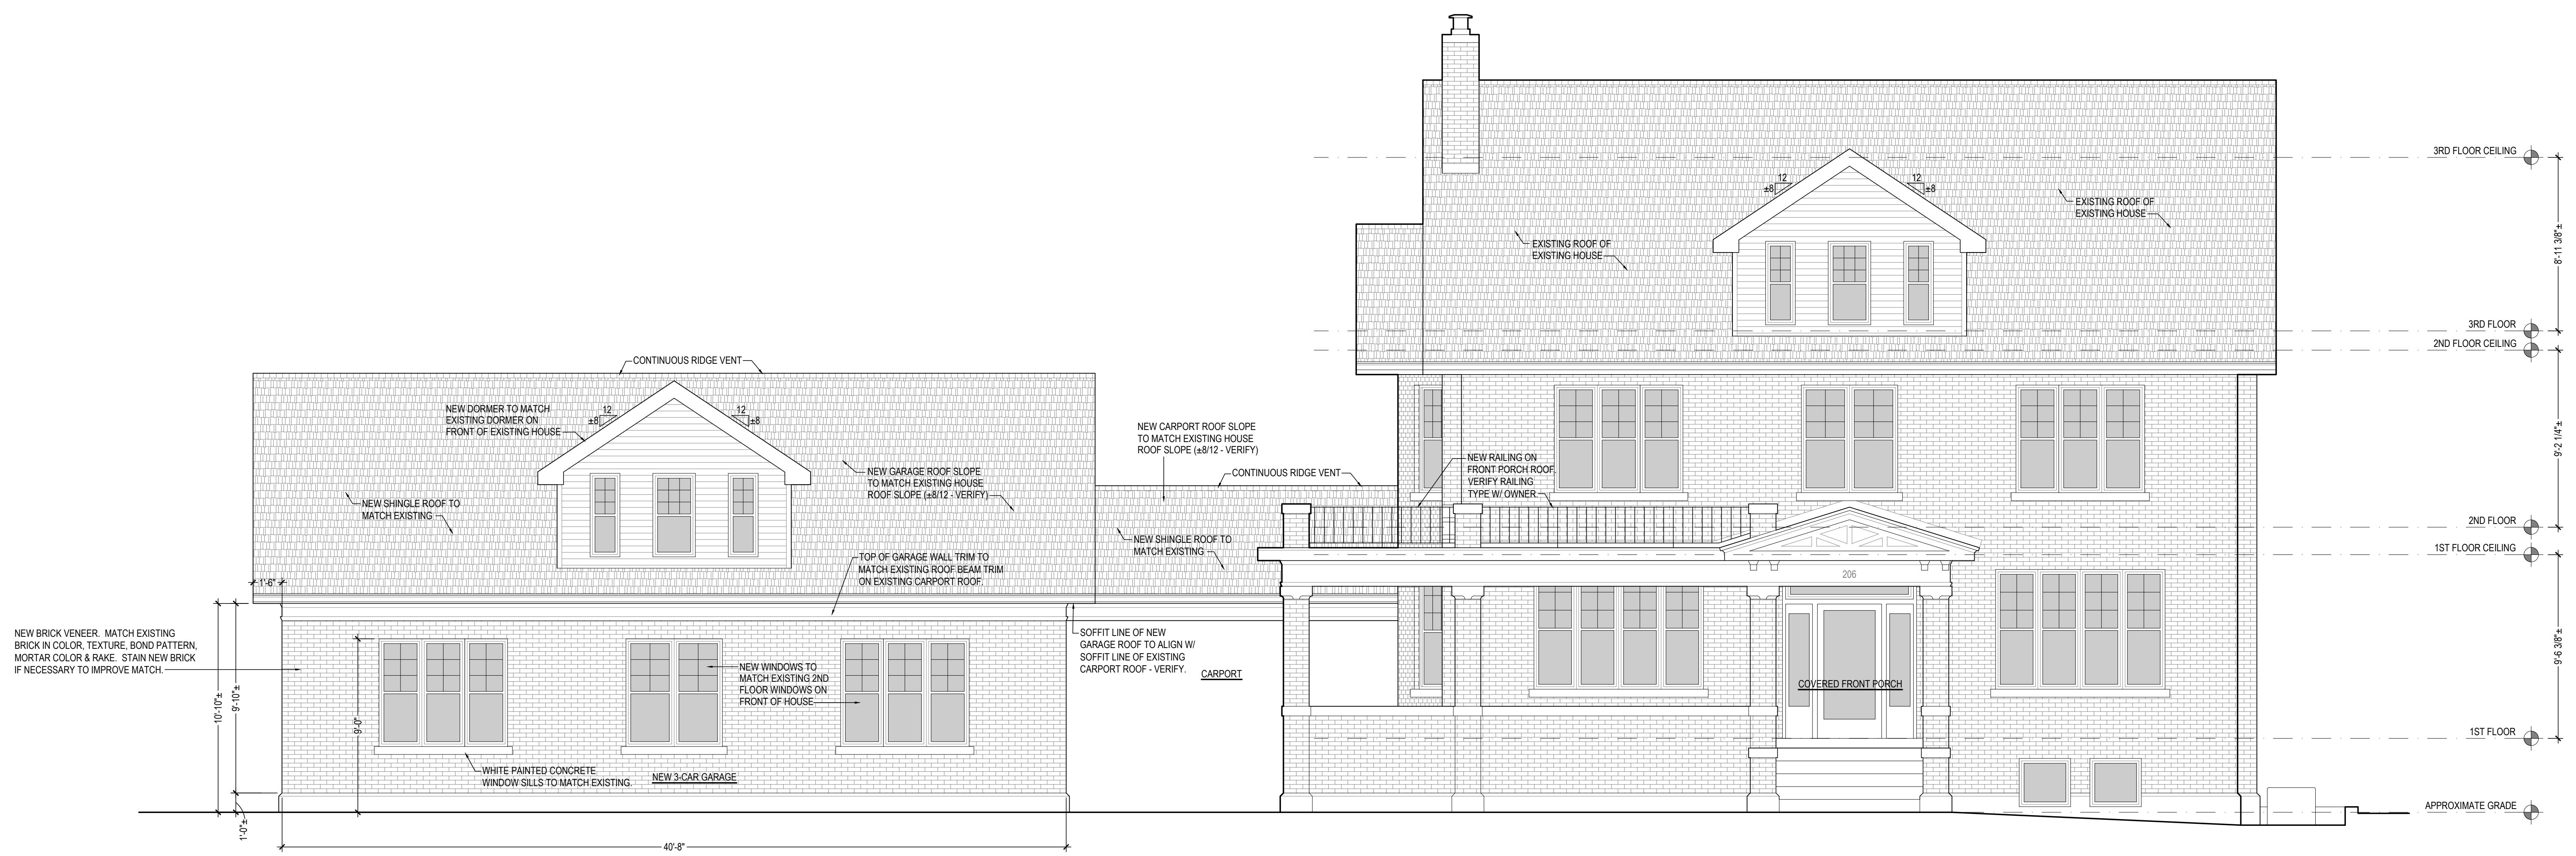 3RD FLOOR CEILING
12
±8
12
±8
EXISTING ROOF OF
EXISTING HOUSE
EXISTING ROOF OF
EXISTING HOUSE
8'-11 3/8"±
3RD FLOOR
2ND FLOOR CEILING
CONTINUOUS RIDGE VENT
NEW DORMER TO MATCH
EXISTING DORMER ON
FRONT OF EXISTING HOUSE
12
±8
12
±8
NEW CARPORT ROOF SLOPE
TO MATCH EXISTING HOUSE
ROOF SLOPE (±8/12 - VERIFY)
9'-2 1/4"±
NEW GARAGE ROOF SLOPE
TO MATCH EXISTING HOUSE
ROOF SLOPE (±8/12 - VERIFY)
CONTINUOUS RIDGE VENT
NEW RAILING ON
FRONT PORCH ROOF.
VERIFY RAILING
TYPE W/ OWNER.
NEW SHINGLE ROOF TO
MATCH EXISTING
2ND FLOOR
NEW SHINGLE ROOF TO
MATCH EXISTING
1ST FLOOR CEILING
TOP OF GARAGE WALL TRIM TO
MATCH EXISTING ROOF BEAM TRIM
ON EXISTING CARPORT ROOF.
206
1'-6"
NEW BRICK VENEER. MATCH EXISTING
BRICK IN COLOR, TEXTURE, BOND PATTERN,
MORTAR COLOR & RAKE. STAIN NEW BRICK
IF NECESSARY TO IMPROVE MATCH.
SOFFIT LINE OF NEW
GARAGE ROOF TO ALIGN W/
SOFFIT LINE OF EXISTING
CARPORT ROOF - VERIFY.
CARPORT
9'-6 3/8"±
NEW WINDOWS TO
MATCH EXISTING 2ND
FLOOR WINDOWS ON
FRONT OF HOUSE
COVERED FRONT PORCH
10'-10"±
9'-10"±
9'-0"
1ST FLOOR
WHITE PAINTED CONCRETE
WINDOW SILLS TO MATCH EXISTING.
NEW 3-CAR GARAGE
APPROXIMATE GRADE
1'-0"±
40'-8"